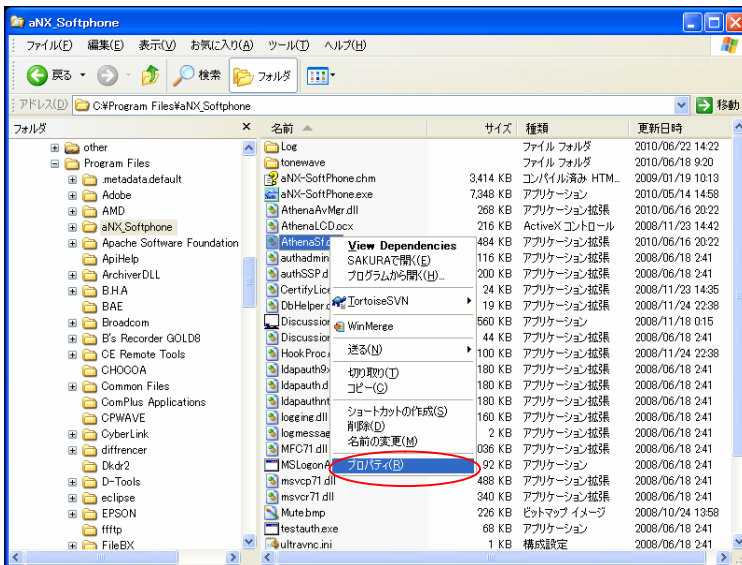 aNX_Softphone
ファイル(F) 編集(E) 表示(V) お気に入り(A) ツール(T) ヘルプ(H)
戻る 検索 フォルダ
アドレス(D) C:¥Program Files¥aNX_Softphone 移動
フォルダ × 名前 サイズ 種類 更新日時
other
Program Files
.metadata.default
Adobe
AMD
aNX_Softphone
Apache Software Foundation
ApiHelp
ArchiverDLL
B.H.A
BAE
Broadcom
B's Recorder GOLD8
CE Remote Tools
CHOCOA
Common Files
ComPlus Applications
CPWAVE
CyberLink
diffrencer
Dkdr2
D-Tools
eclipse
EPSON
ffftp
FileBX
Log ファイル フォルダ 2010/06/22 14:22
tonewave ファイル フォルダ 2010/06/18 9:20
aNX-SoftPhone.chm 3,414 KB コンパイル済み HTM... 2009/01/19 10:13
aNX-SoftPhone.exe 7,348 KB アプリケーション 2010/05/14 14:58
AthenaAvMgr.dll 268 KB アプリケーション拡張 2010/06/16 20:22
AthenaLCD.ocx 216 KB ActiveX コントロール 2008/11/23 14:42
AthenaSf.d 484 KB アプリケーション拡張 2010/06/16 20:22
authadmin 116 KB アプリケーション拡張 2008/06/18 2:41
authSSP.d 200 KB アプリケーション拡張 2008/06/18 2:41
CertifyLice 24 KB アプリケーション拡張 2008/11/23 14:35
DbHelper.d 19 KB アプリケーション拡張 2008/11/24 22:38
Discussion 560 KB アプリケーション 2008/11/18 0:15
Discussion 44 KB アプリケーション拡張 2008/06/18 2:41
HookProc. 100 KB アプリケーション拡張 2008/11/24 22:38
ldapauth9x 180 KB アプリケーション拡張 2008/06/18 2:41
ldapauth.d 180 KB アプリケーション拡張 2008/06/18 2:41
ldapauthnt 180 KB アプリケーション拡張 2008/06/18 2:41
logging.dll 160 KB アプリケーション拡張 2008/06/18 2:41
logmessag 2 KB アプリケーション拡張 2008/06/18 2:41
MFC71.dll 036 KB アプリケーション拡張 2008/06/18 2:41
MSLogonA 92 KB アプリケーション 2008/06/18 2:41
msvcp71.dll 488 KB アプリケーション拡張 2008/06/18 2:41
msvcr71.dll 340 KB アプリケーション拡張 2008/06/18 2:41
Mute.bmp 226 KB ビットマップ イメージ 2008/10/24 13:58
testauth.exe 68 KB アプリケーション 2008/06/18 2:41
ultravnc.ini 1 KB 構成設定 2008/06/18 2:41
View Dependencies
SAKURAで開く(E)
プログラムから開く(H)...
TortoiseSVN
WinMerge
送る(N)
切り取り(T)
コピー(C)
ショートカットの作成(S)
削除(D)
名前の変更(M)
プロパティ(R)